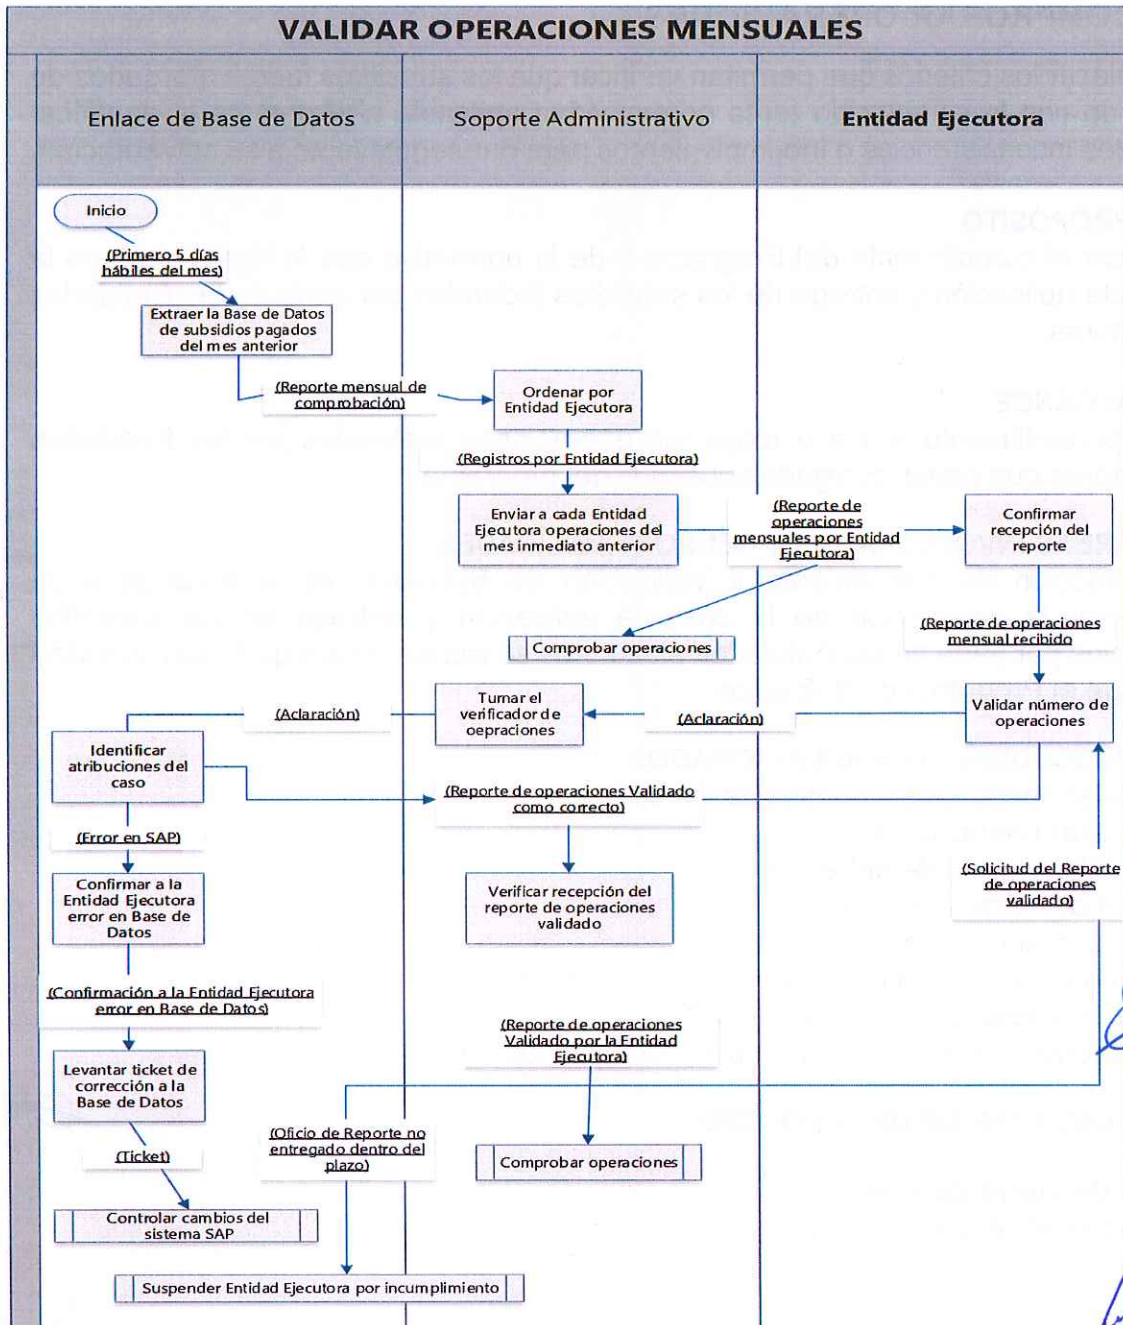 VALIDAR OPERACIONES MENSUALES
Enlace de Base de Datos
Soporte Administrativo
Entidad Ejecutora
Inicio
(Primero 5 días
hábiles del mes)
Extraer la Base de Datos
de subsidios pagados
del mes anterior
(Reporte mensual de
comprobación)
Ordenar por
Entidad Ejecutora
(Registros por Entidad Ejecutora)
Enviar a cada Entidad
Ejecutora operaciones del
mes inmediato anterior
(Reporte de
operaciones
mensuales por Entidad
Ejecutora)
Confirmar
recepción del
reporte
(Reporte de operaciones
mensual recibido
Comprobar operaciones
Validar número de
operaciones
(Aclaración)
Turnar el
verificador de
oepraciones
(Aclaración)
Identificar
atribuciones del
caso
(Reporte de operaciones Validado
como correcto)
(Error en SAP)
Confirmar a la
Entidad Ejecutora
error en Base de
Datos
Verificar recepción del
reporte de operaciones
validado
(Solicitud del Reporte
de operaciones
validado)
(Confirmación a la Entidad Ejecutora
error en Base de Datos)
(Reporte de operaciones
Validado por la Entidad
Ejecutora)
Levantar ticket de
corrección a la
Base de Datos
(Oficio de Reporte no
entregado dentro del
plazo)
(Ticket)
Comprobar operaciones
Controlar cambios del
sistema SAP
Suspender Entidad Ejecutora por incumplimiento